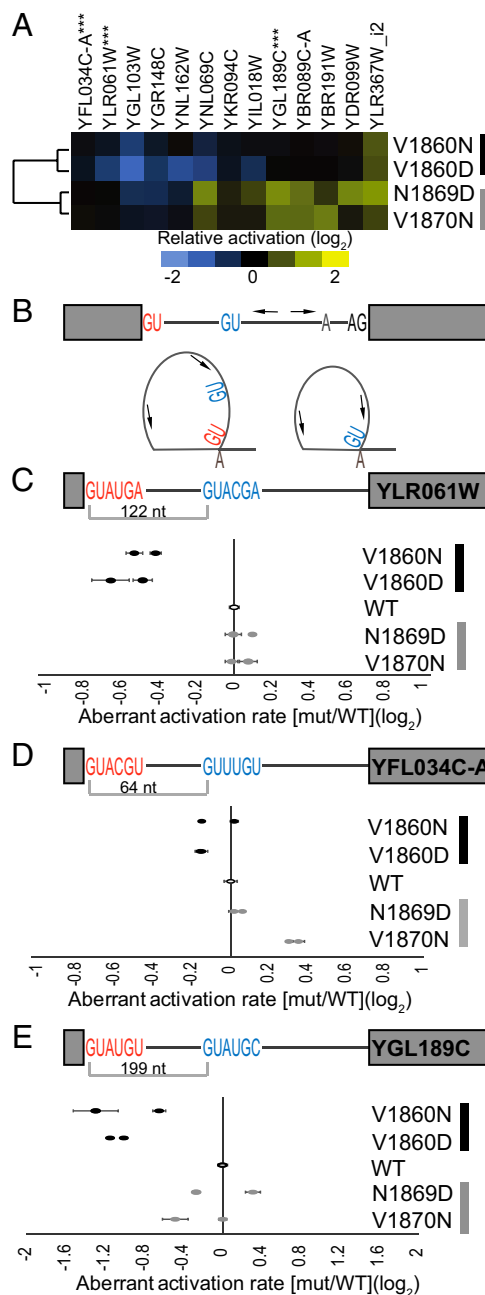 A
YFL034C-A***
YLR061W***
YGL103W
YGR148C
YNL162W
YNL069C
YKR094C
YIL018W
YGL189C***
YBR089C-A
YBR191W
YDR099W
YLR367W_i2
V1860N
V1860D
N1869D
V1870N
Relative activation (log2)
-2 0 2
B
GU GU A AG
GU
GU
A
GU
A
C
GUAUGA GUACGA YLR061W
122 nt
V1860N
V1860D
WT
N1869D
V1870N
-1 -0.8 -0.6 -0.4 -0.2 0 0.2 0.4 0.6 0.8 1
Aberrant activation rate [mut/WT](log2)
D
GUACGU GUUUGU YFL034C-A
64 nt
V1860N
V1860D
WT
N1869D
V1870N
-1 -0.8 -0.6 -0.4 -0.2 0 0.2 0.4 0.6 0.8 1
Aberrant activation rate [mut/WT](log2)
E
GUAUGU GUAUGC YGL189C
199 nt
V1860N
V1860D
WT
N1869D
V1870N
-2 -1.6 -1.2 -0.8 -0.4 0 0.4 0.8 1.2 1.6 2
Aberrant activation rate [mut/WT](log2)